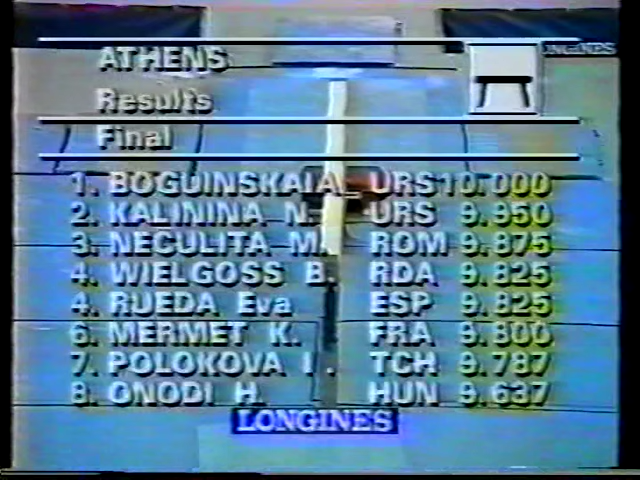 ATHENS
LONGINES
Results
Final
1. BOGUINSKAIA URS 10.000
2. KALININA N. URS 9.950
3. NECULITA M. ROM 9.875
4. WIELGOSS B. RDA 9.825
4. RUEDA Eva ESP 9.825
6. MERMET K. FRA 9.800
7. POLOKOVA I. TCH 9.787
8. ONODI H. HUN 9.637
LONGINES